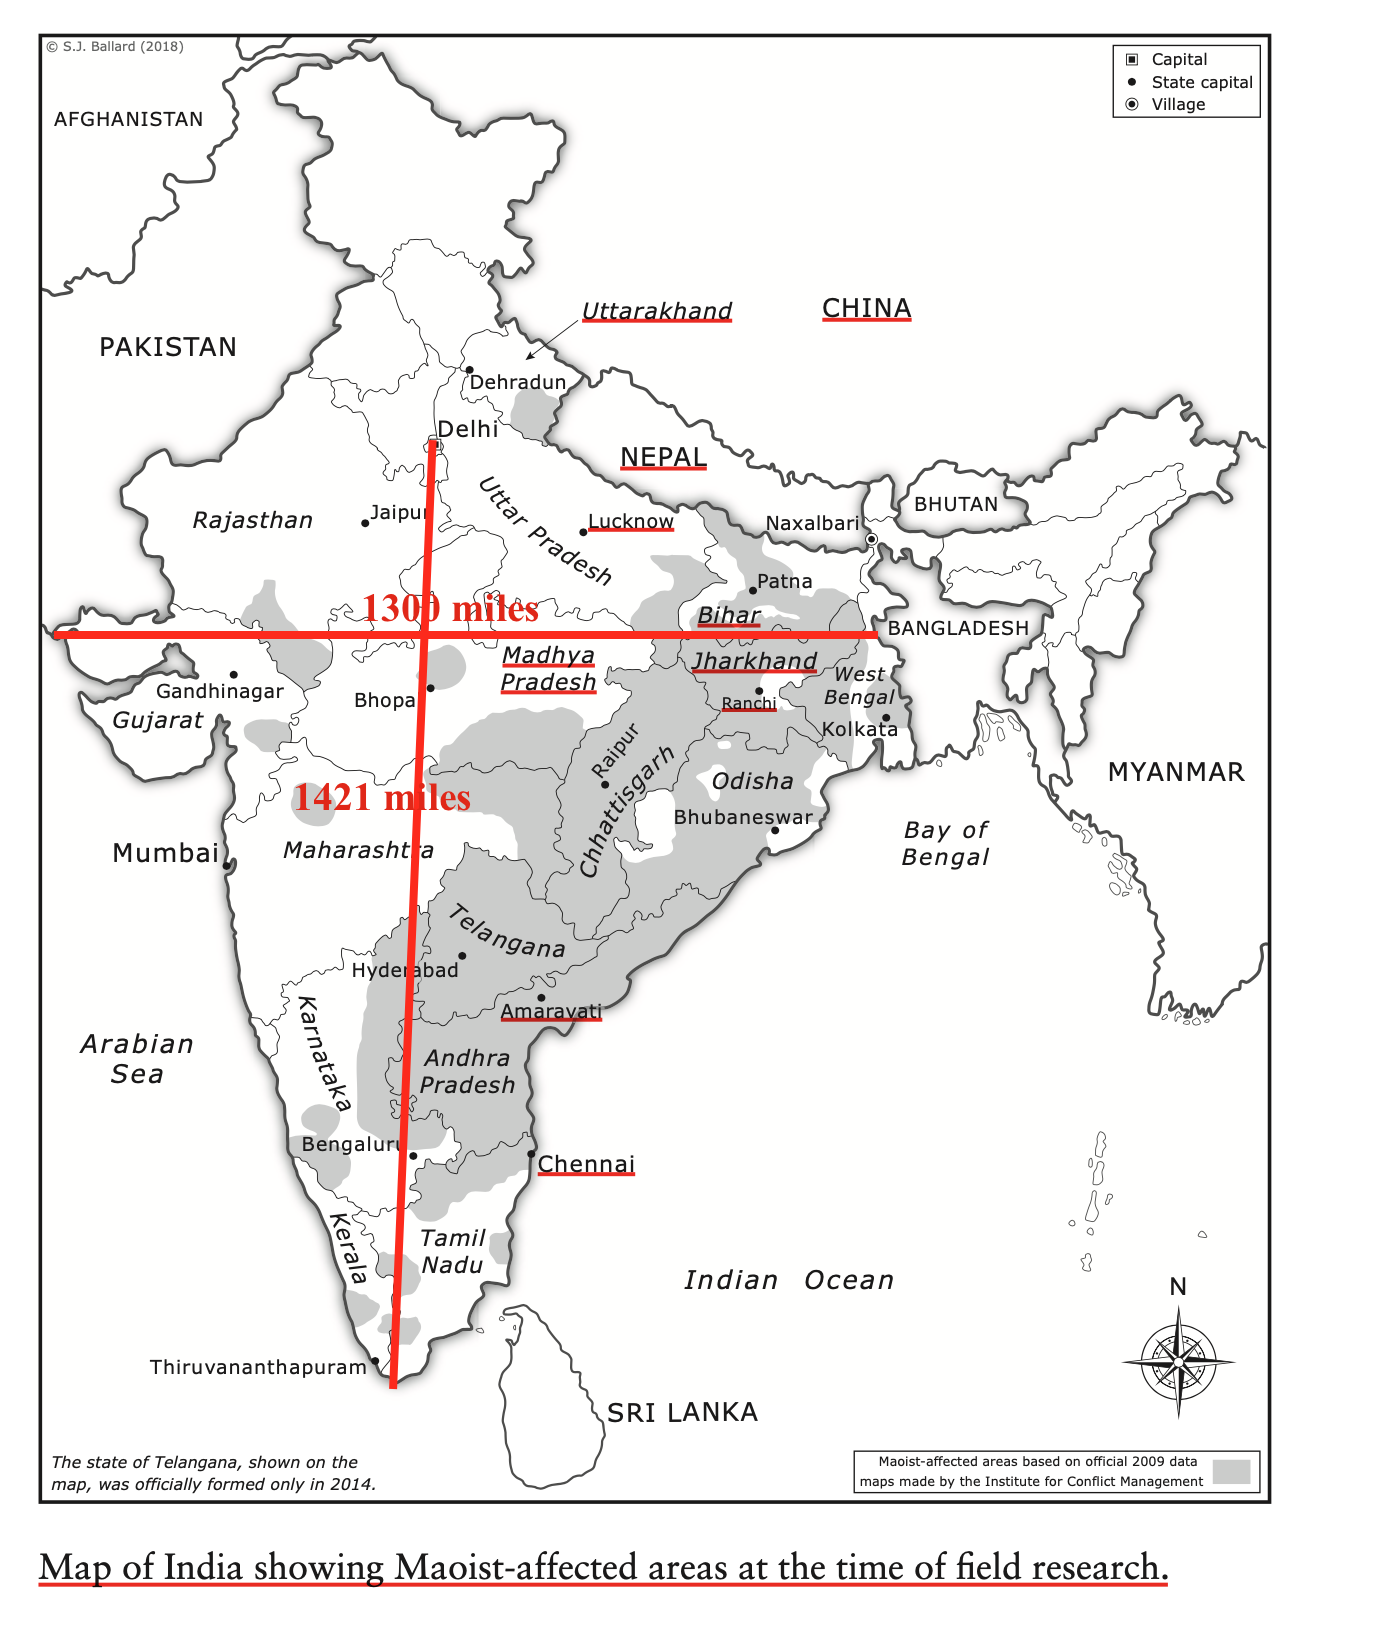 © S.J. Ballard (2018)
Capital
State capital
Village
AFGHANISTAN
PAKISTAN
Uttarakhand
CHINA
Dehradun
Delhi
NEPAL
Rajasthan
Jaipur
Uttar Pradesh
Lucknow
Naxalbari
BHUTAN
Patna
1300 miles
Bihar
BANGLADESH
Madhya
Pradesh
Jharkhand
West
Bengal
Gandhinagar
Bhopa
Ranchi
Gujarat
Kolkata
Raipur
Chhattisgarh
MYANMAR
1421 miles
Odisha
Bhubaneswar
Bay of
Bengal
Mumbai
Maharashtra
Telangana
Hyderabad
Amaravati
Karnataka
Arabian
Sea
Andhra
Pradesh
Bengaluru
Chennai
Kerala
Tamil
Nadu
Indian Ocean
N
Thiruvananthapuram
SRI LANKA
The state of Telangana, shown on the
map, was officially formed only in 2014.
Maoist-affected areas based on official 2009 data
maps made by the Institute for Conflict Management
Map of India showing Maoist-affected areas at the time of field research.